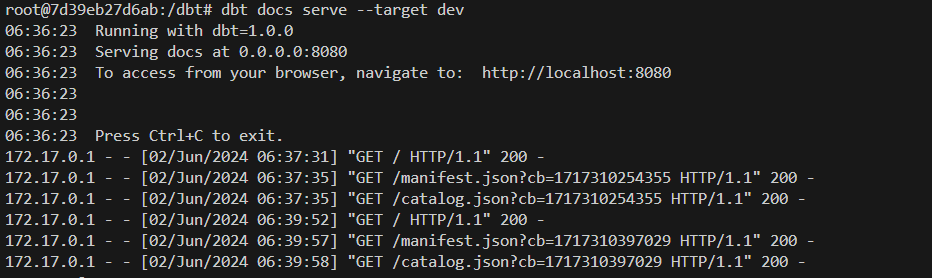 root@7d39eb27d6ab:/dbt# dbt docs serve --target dev
06:36:23  Running with dbt=1.0.0
06:36:23  Serving docs at 0.0.0.0:8080
06:36:23  To access from your browser, navigate to:  http://localhost:8080
06:36:23
06:36:23
06:36:23  Press Ctrl+C to exit.
172.17.0.1 - - [02/Jun/2024 06:37:31] "GET / HTTP/1.1" 200 -
172.17.0.1 - - [02/Jun/2024 06:37:35] "GET /manifest.json?cb=1717310254355 HTTP/1.1" 200 -
172.17.0.1 - - [02/Jun/2024 06:37:35] "GET /catalog.json?cb=1717310254355 HTTP/1.1" 200 -
172.17.0.1 - - [02/Jun/2024 06:39:52] "GET / HTTP/1.1" 200 -
172.17.0.1 - - [02/Jun/2024 06:39:57] "GET /manifest.json?cb=1717310397029 HTTP/1.1" 200 -
172.17.0.1 - - [02/Jun/2024 06:39:58] "GET /catalog.json?cb=1717310397029 HTTP/1.1" 200 -